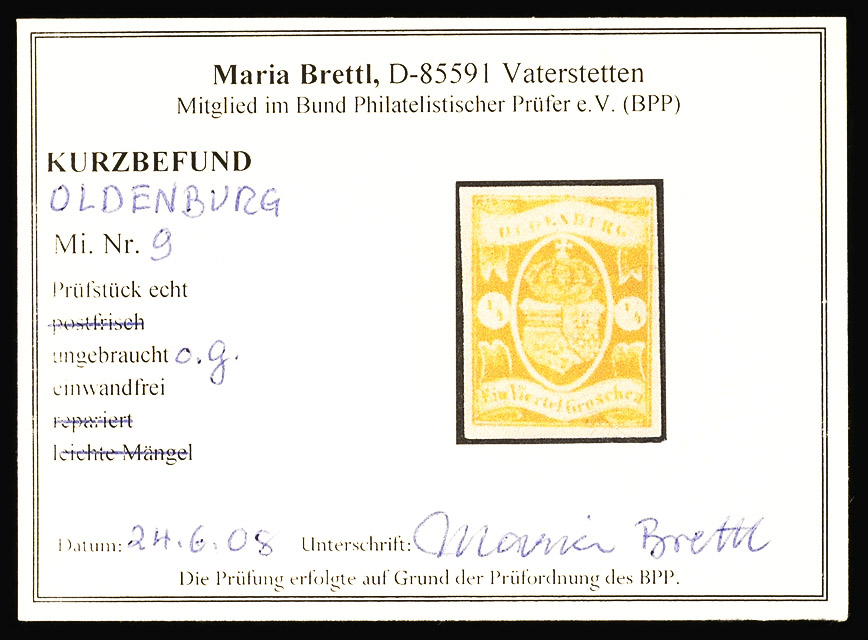 Maria Brettl, D-85591 Vaterstetten
Mitglied im Bund Philatelistischer Prüfer e.V. (BPP)
KURZBEFUND
OLDENBURG
Mi. Nr. 9
Prüfstück echt
postfrisch
ungebraucht o.g.
einwandfrei
repariert
leichte Mängel
OLDENBURG
1/4 1/4
Ein Viertel Groschen
Datum: 24.6.08 Unterschrift: Maria Brettl
Die Prüfung erfolgte auf Grund der Prüfordnung des BPP.